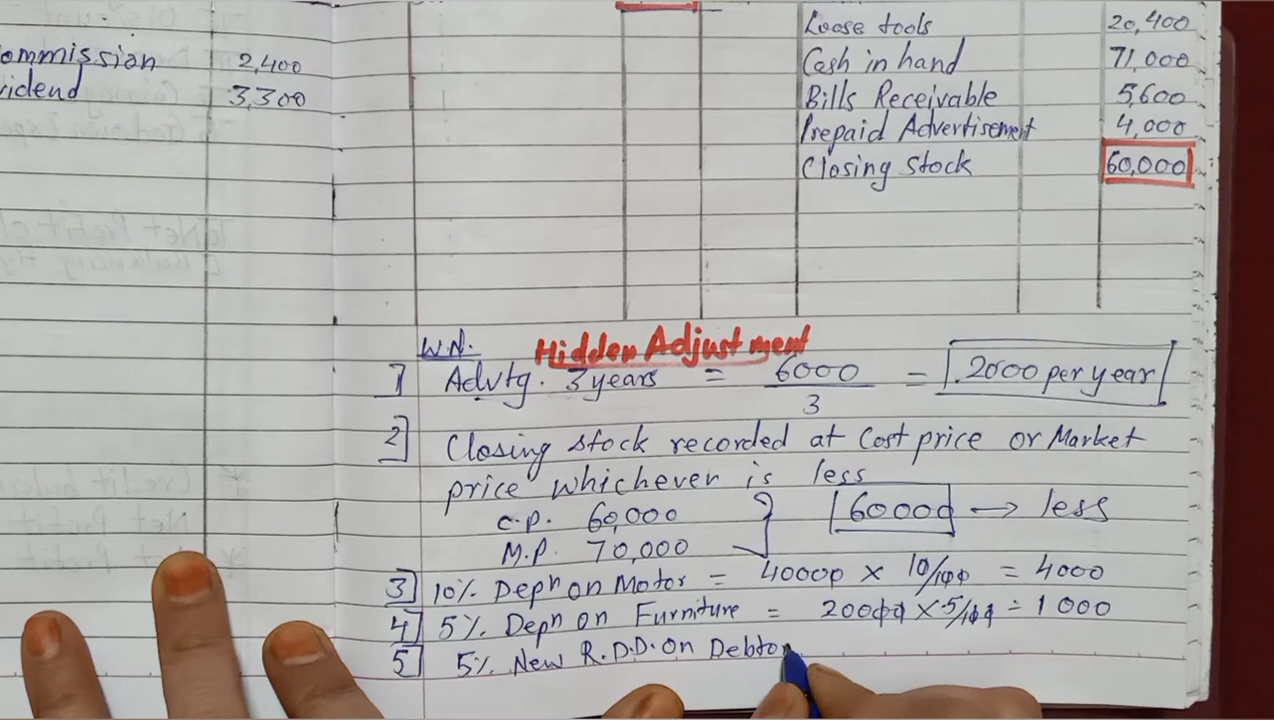 Loose tools 20,400
ommission 2,400 Cash in hand 71,000
vidend 3,300 Bills Receivable 5,600
Prepaid Advertisement 4,000
Closing Stock 60,000
W.N. Hidden Adjustment
1] Advtg. 3 years = 6000 / 3 = 2000 per year
2] Closing stock recorded at Cost price or Market
price whichever is less
C.P. 60,000 60000 → less
M.P. 70,000
3] 10% Depn on Motor = 40000 × 10/100 = 4000
4] 5% Depn on Furniture = 20000 × 5/100 = 1000
5] 5% New R.D.D. on Debto